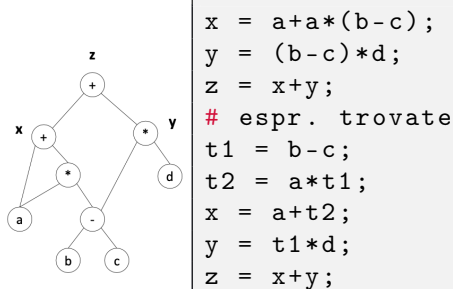 z
+
x
+
*
y
*
d
a
-
b
c
x = a+a*(b-c);
y = (b-c)*d;
z = x+y;
# espr. trovate
t1 = b-c;
t2 = a*t1;
x = a+t2;
y = t1*d;
z = x+y;